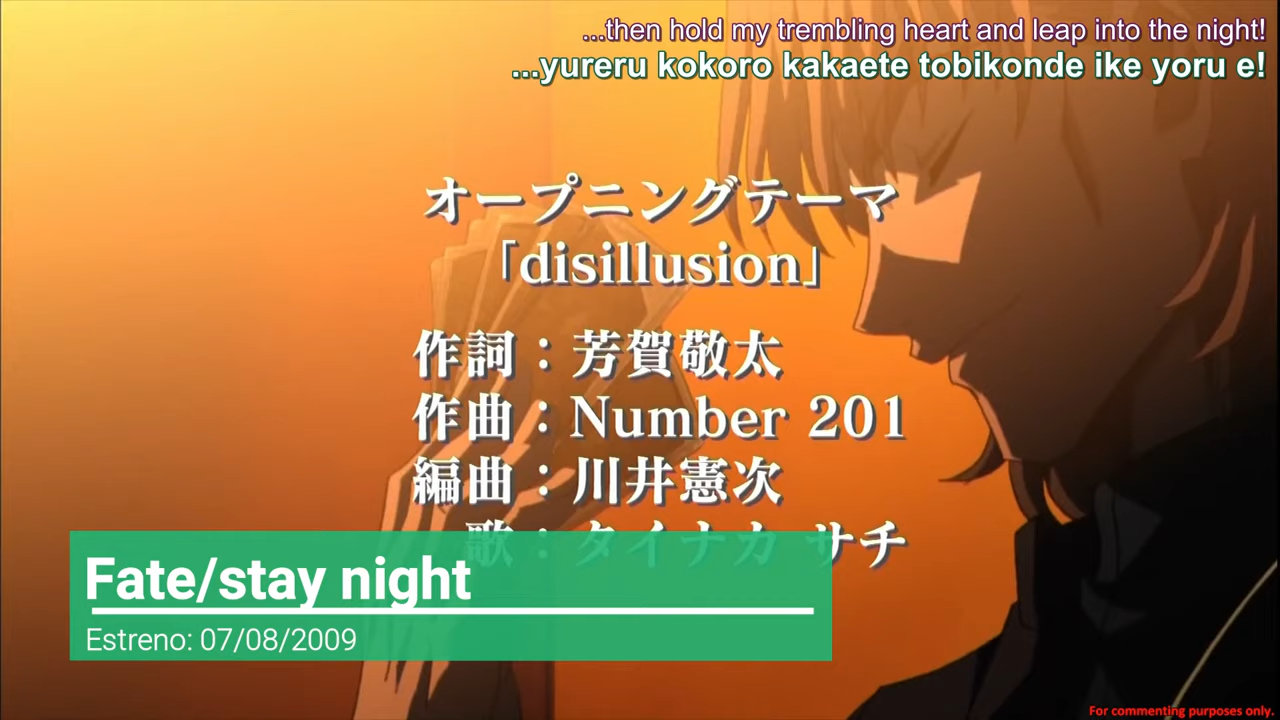 ...then hold my trembling heart and leap into the night!
...yureru kokoro kakaete tobikonde ike yoru e!
オープニングテーマ
「disillusion」
作詞：芳賀敬太
作曲：Number 201
編曲：川井憲次
歌：タイナカ サチ
Fate/stay night
Estreno: 07/08/2009
For commenting purposes only.